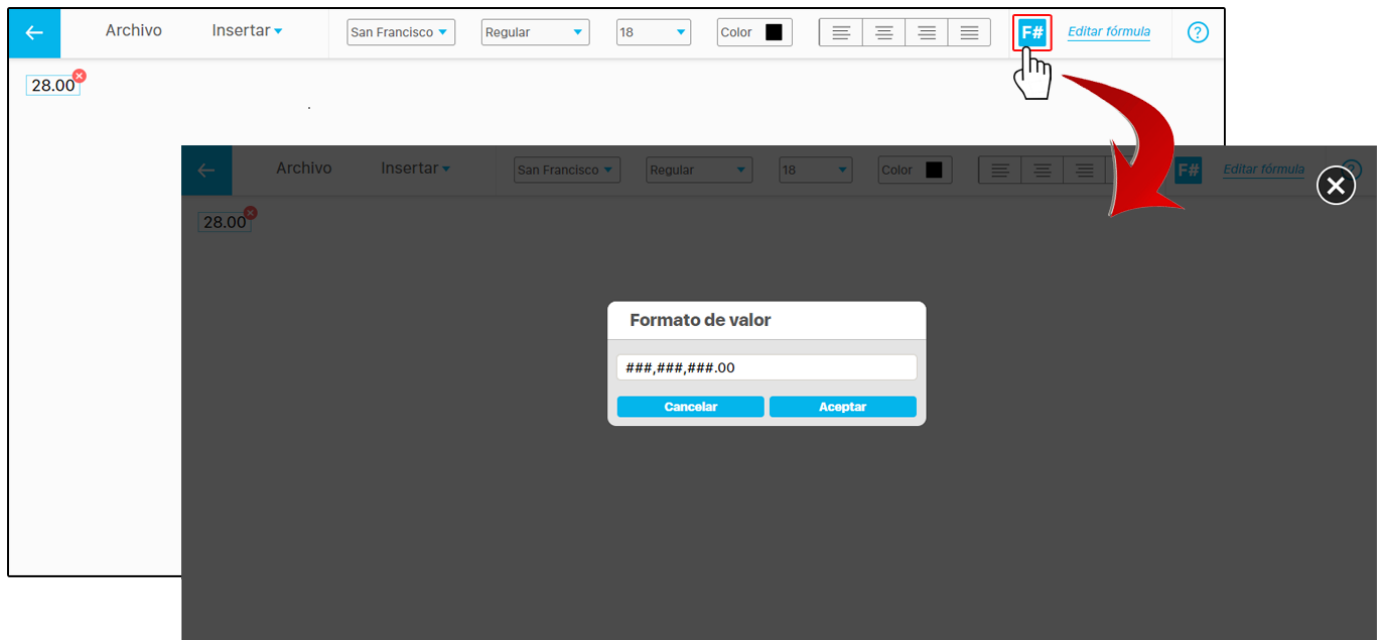 Archivo Insertar San Francisco Regular 18 Color F# Editar fórmula ?
28.00
Archivo Insertar San Francisco Regular 18 Color F# Editar fórmula
28.00
Formato de valor
###,###,###.00
Cancelar Aceptar